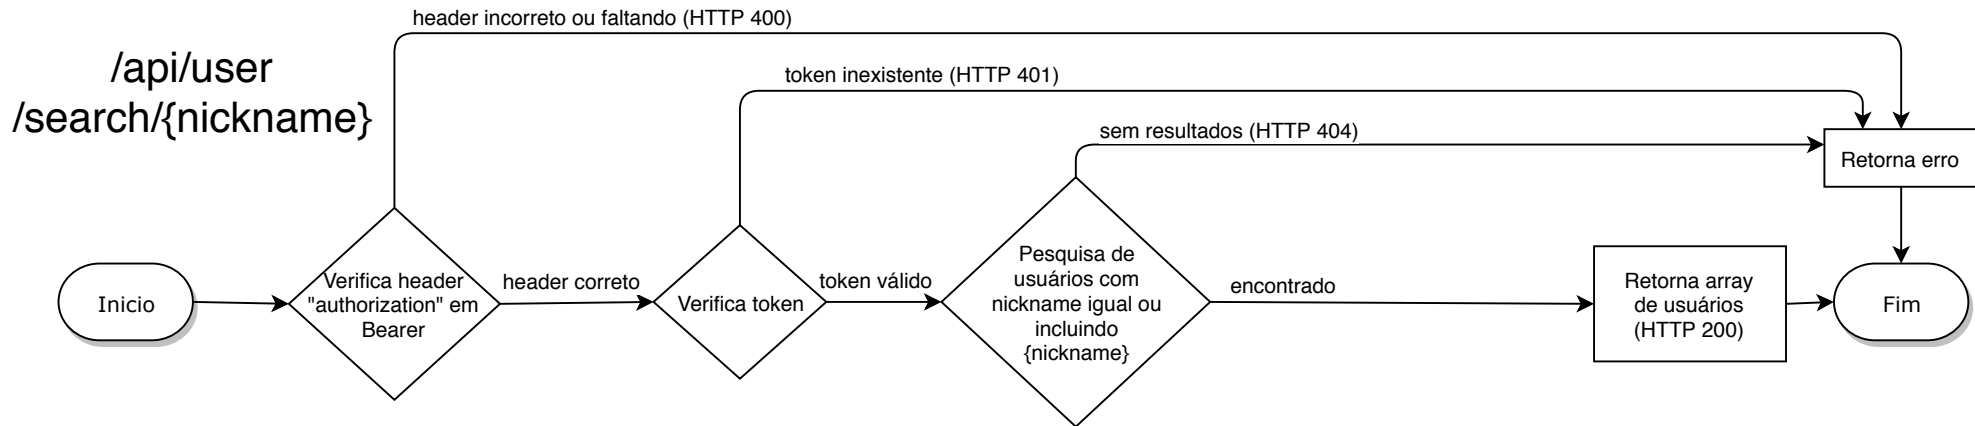 header incorreto ou faltando (HTTP 400)
/api/user
/search/{nickname}
token inexistente (HTTP 401)
sem resultados (HTTP 404)
Retorna erro
Inicio
Verifica header
"authorization" em
Bearer
header correto
Verifica token
token válido
Pesquisa de
usuários com
nickname igual ou
incluindo
{nickname}
encontrado
Retorna array
de usuários
(HTTP 200)
Fim